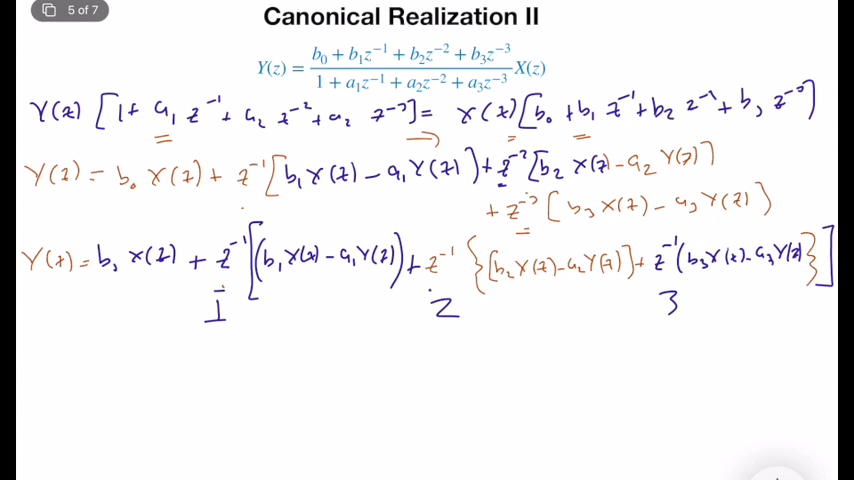 5 of 7
Canonical Realization II
Y(z) = (b₀ + b₁z⁻¹ + b₂z⁻² + b₃z⁻³)/(1 + a₁z⁻¹ + a₂z⁻² + a₃z⁻³) X(z)
Y(z) [1 + a₁ z⁻¹ + a₂ z⁻² + a₂ z⁻³] = X(z) [b₀ + b₁ z⁻¹ + b₂ z⁻¹ + b₃ z⁻³]
Y(z) = b₀ X(z) + z⁻¹ [b₁ X(z) - a₁ Y(z)] + z⁻² [b₂ X(z) - a₂ Y(z)]
+ z⁻³ [b₃ X(z) - a₃ Y(z)]
Y(z) = b₀ X(z) + z⁻¹ [(b₁ X(z) - a₁ Y(z)) + z⁻¹ {[b₂ X(z) - a₂ Y(z)] + z⁻¹ (b₃ X(z) - a₃ Y(z)}]
1 2 3